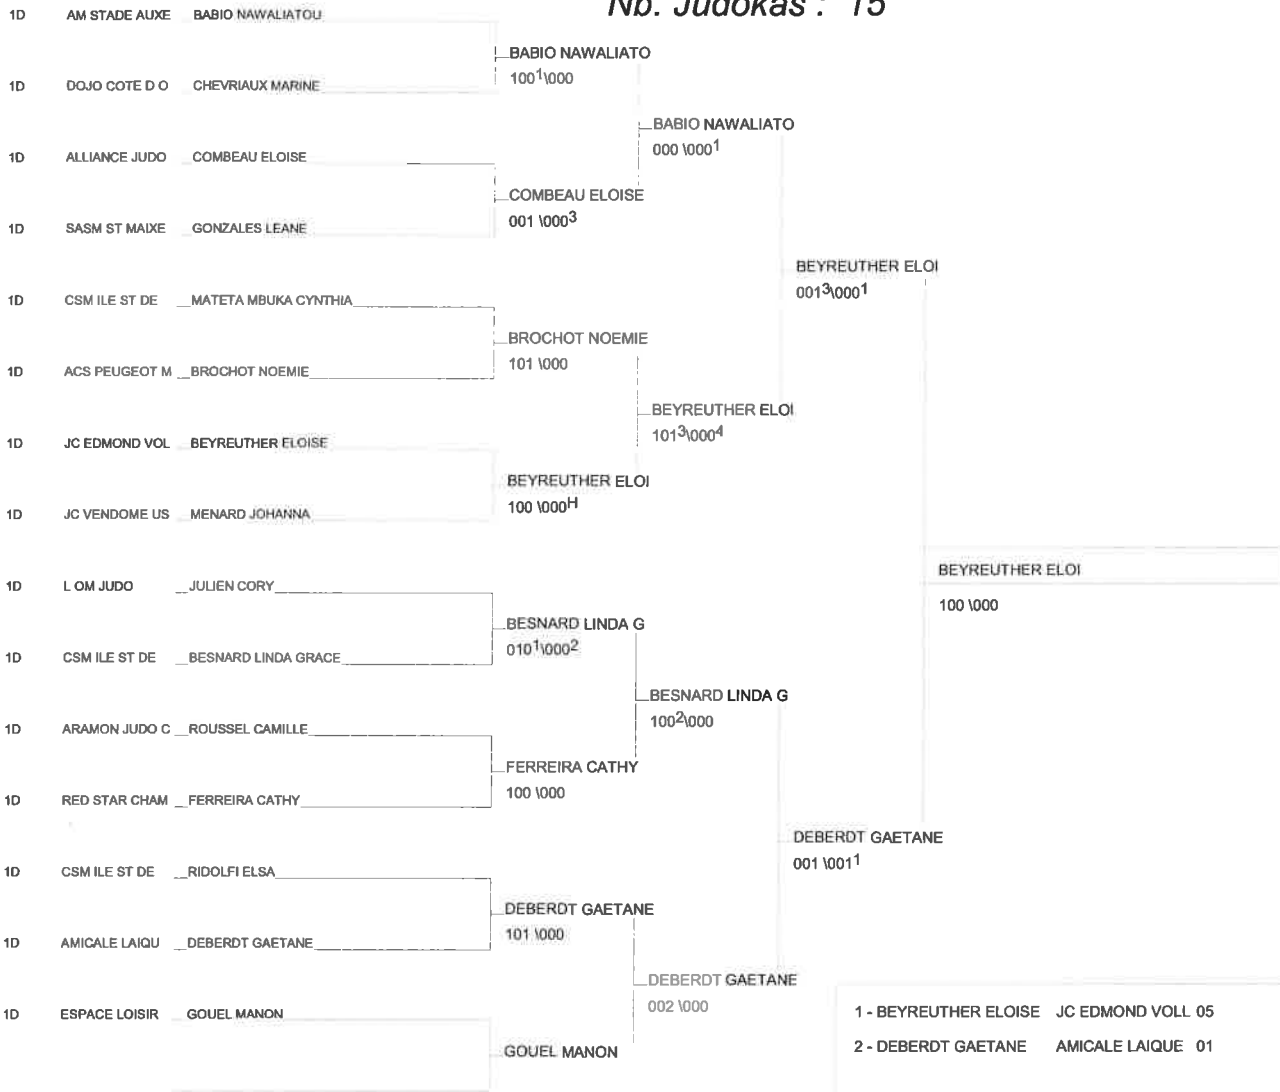 Nb. Judokas : 15
1D AM STADE AUXE BABIO NAWALIATOU
BABIO NAWALIATO
100¹\000
1D DOJO COTE D O CHEVRIAUX MARINE
BABIO NAWALIATO
000 \000¹
1D ALLIANCE JUDO COMBEAU ELOISE
COMBEAU ELOISE
001 \000³
1D SASM ST MAIXE GONZALES LEANE
BEYREUTHER ELOI
001³\000¹
1D CSM ILE ST DE MATETA MBUKA CYNTHIA
BROCHOT NOEMIE
101 \000
1D ACS PEUGEOT M BROCHOT NOEMIE
BEYREUTHER ELOI
101³\000⁴
1D JC EDMOND VOL BEYREUTHER ELOISE
BEYREUTHER ELOI
100 \000ᴴ
1D JC VENDOME US MENARD JOHANNA
BEYREUTHER ELOI
100 \000
1D L OM JUDO JULIEN CORY
BESNARD LINDA G
010¹\000²
1D CSM ILE ST DE BESNARD LINDA GRACE
BESNARD LINDA G
100²\000
1D ARAMON JUDO C ROUSSEL CAMILLE
FERREIRA CATHY
100 \000
1D RED STAR CHAM FERREIRA CATHY
DEBERDT GAETANE
001 \001¹
1D CSM ILE ST DE RIDOLFI ELSA
DEBERDT GAETANE
101 \000
1D AMICALE LAIQU DEBERDT GAETANE
DEBERDT GAETANE
002 \000
1D ESPACE LOISIR GOUEL MANON
GOUEL MANON
1 - BEYREUTHER ELOISE JC EDMOND VOLL 05
2 - DEBERDT GAETANE AMICALE LAIQUE 01